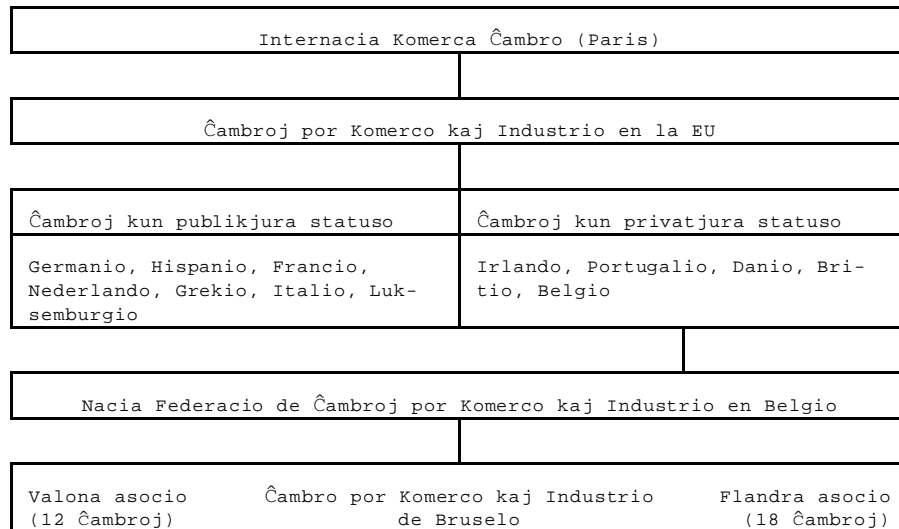 Internacia Komerca Ĉambro (Paris)
Ĉambroj por Komerco kaj Industrio en la EU
Ĉambroj kun publikjura statuso
Ĉambroj kun privatjura statuso
Germanio, Hispanio, Francio,
Nederlando, Grekio, Italio, Luk-
semburgio
Irlando, Portugalio, Danio, Bri-
tio, Belgio
Nacia Federacio de Ĉambroj por Komerco kaj Industrio en Belgio
Valona asocio
(12 Ĉambroj)
Ĉambro por Komerco kaj Industrio
de Bruselo
Flandra asocio
(18 Ĉambroj)